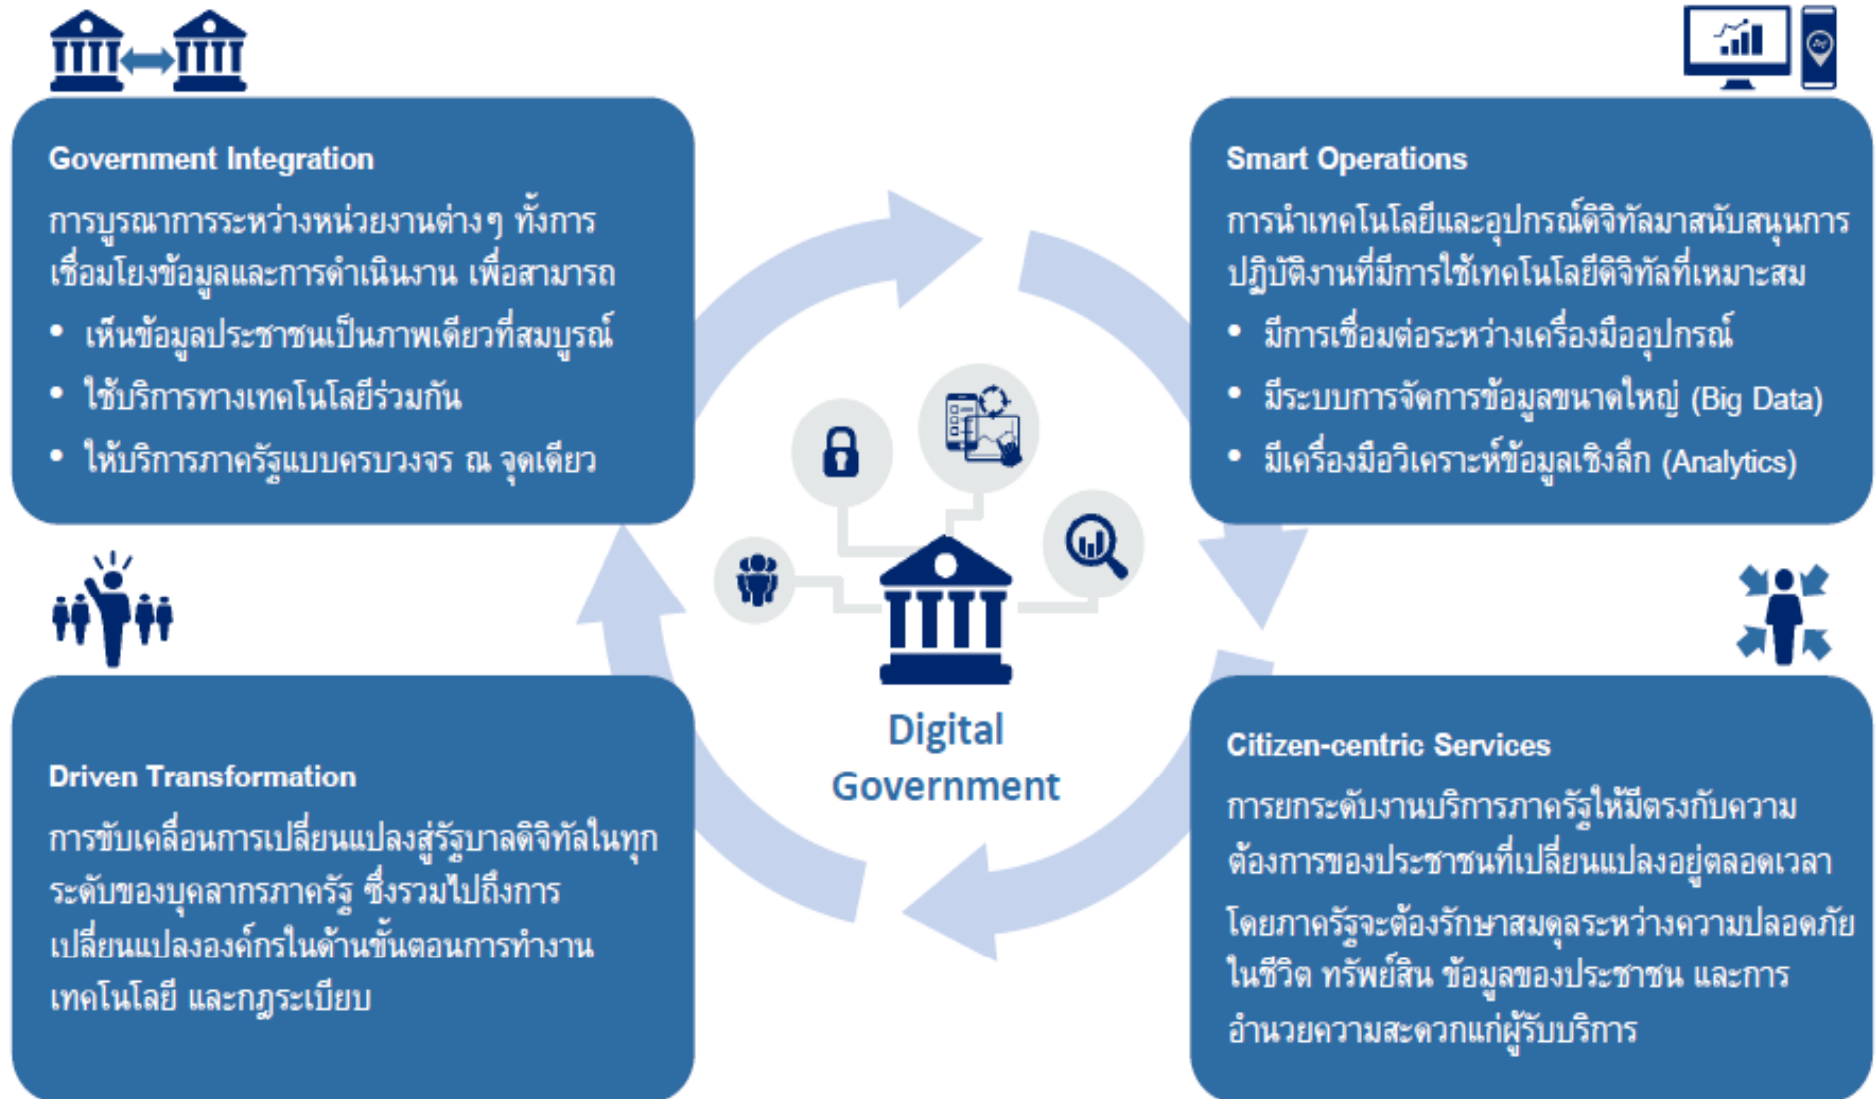 Government Integration
การบูรณาการระหว่างหน่วยงานต่างๆ ทั้งการ
เชื่อมโยงข้อมูลและการดำเนินงาน เพื่อสามารถ
• เห็นข้อมูลประชาชนเป็นภาพเดียวที่สมบูรณ์
• ใช้บริการทางเทคโนโลยีร่วมกัน
• ให้บริการภาครัฐแบบครบวงจร ณ จุดเดียว
Smart Operations
การนำเทคโนโลยีและอุปกรณ์ดิจิทัลมาสนับสนุนการ
ปฏิบัติงานที่มีการใช้เทคโนโลยีดิจิทัลที่เหมาะสม
• มีการเชื่อมต่อระหว่างเครื่องมืออุปกรณ์
• มีระบบการจัดการข้อมูลขนาดใหญ่ (Big Data)
• มีเครื่องมือวิเคราะห์ข้อมูลเชิงลึก (Analytics)
Digital
Government
Driven Transformation
การขับเคลื่อนการเปลี่ยนแปลงสู่รัฐบาลดิจิทัลในทุก
ระดับของบุคลากรภาครัฐ ซึ่งรวมไปถึงการ
เปลี่ยนแปลงองค์กรในด้านขั้นตอนการทำงาน
เทคโนโลยี และกฎระเบียบ
Citizen-centric Services
การยกระดับงานบริการภาครัฐให้มีตรงกับความ
ต้องการของประชาชนที่เปลี่ยนแปลงอยู่ตลอดเวลา
โดยภาครัฐจะต้องรักษาสมดุลระหว่างความปลอดภัย
ในชีวิต ทรัพย์สิน ข้อมูลของประชาชน และการ
อำนวยความสะดวกแก่ผู้รับบริการ